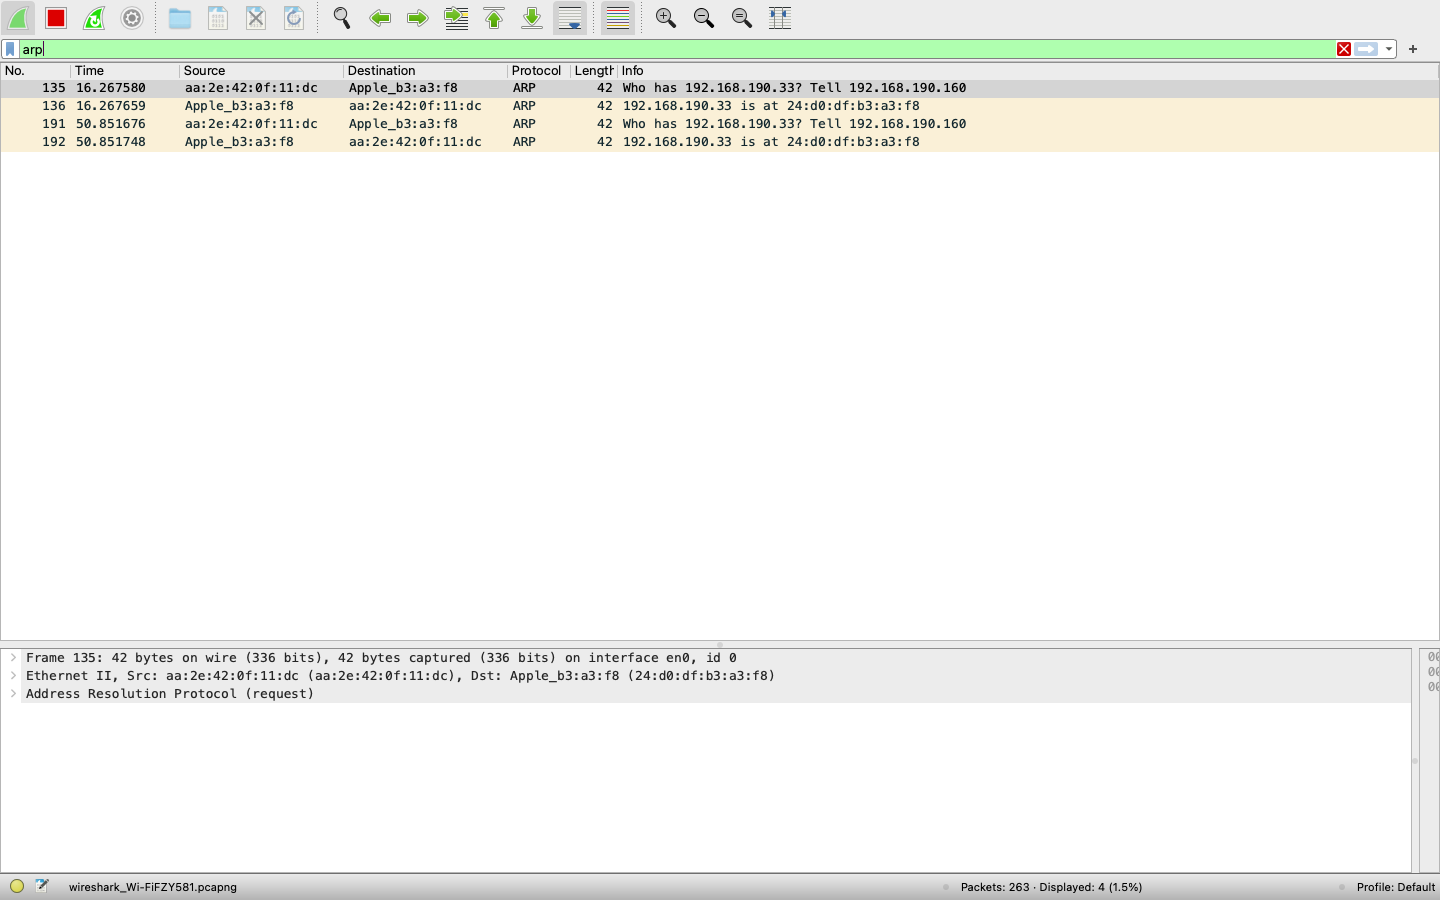 arp
No. Time Source Destination Protocol Length Info
135 16.267580 aa:2e:42:0f:11:dc Apple_b3:a3:f8 ARP 42 Who has 192.168.190.33? Tell 192.168.190.160
136 16.267659 Apple_b3:a3:f8 aa:2e:42:0f:11:dc ARP 42 192.168.190.33 is at 24:d0:df:b3:a3:f8
191 50.851676 aa:2e:42:0f:11:dc Apple_b3:a3:f8 ARP 42 Who has 192.168.190.33? Tell 192.168.190.160
192 50.851748 Apple_b3:a3:f8 aa:2e:42:0f:11:dc ARP 42 192.168.190.33 is at 24:d0:df:b3:a3:f8
Frame 135: 42 bytes on wire (336 bits), 42 bytes captured (336 bits) on interface en0, id 0
Ethernet II, Src: aa:2e:42:0f:11:dc (aa:2e:42:0f:11:dc), Dst: Apple_b3:a3:f8 (24:d0:df:b3:a3:f8)
Address Resolution Protocol (request)
wireshark_Wi-FiFZY581.pcapng Packets: 263 · Displayed: 4 (1.5%) Profile: Default